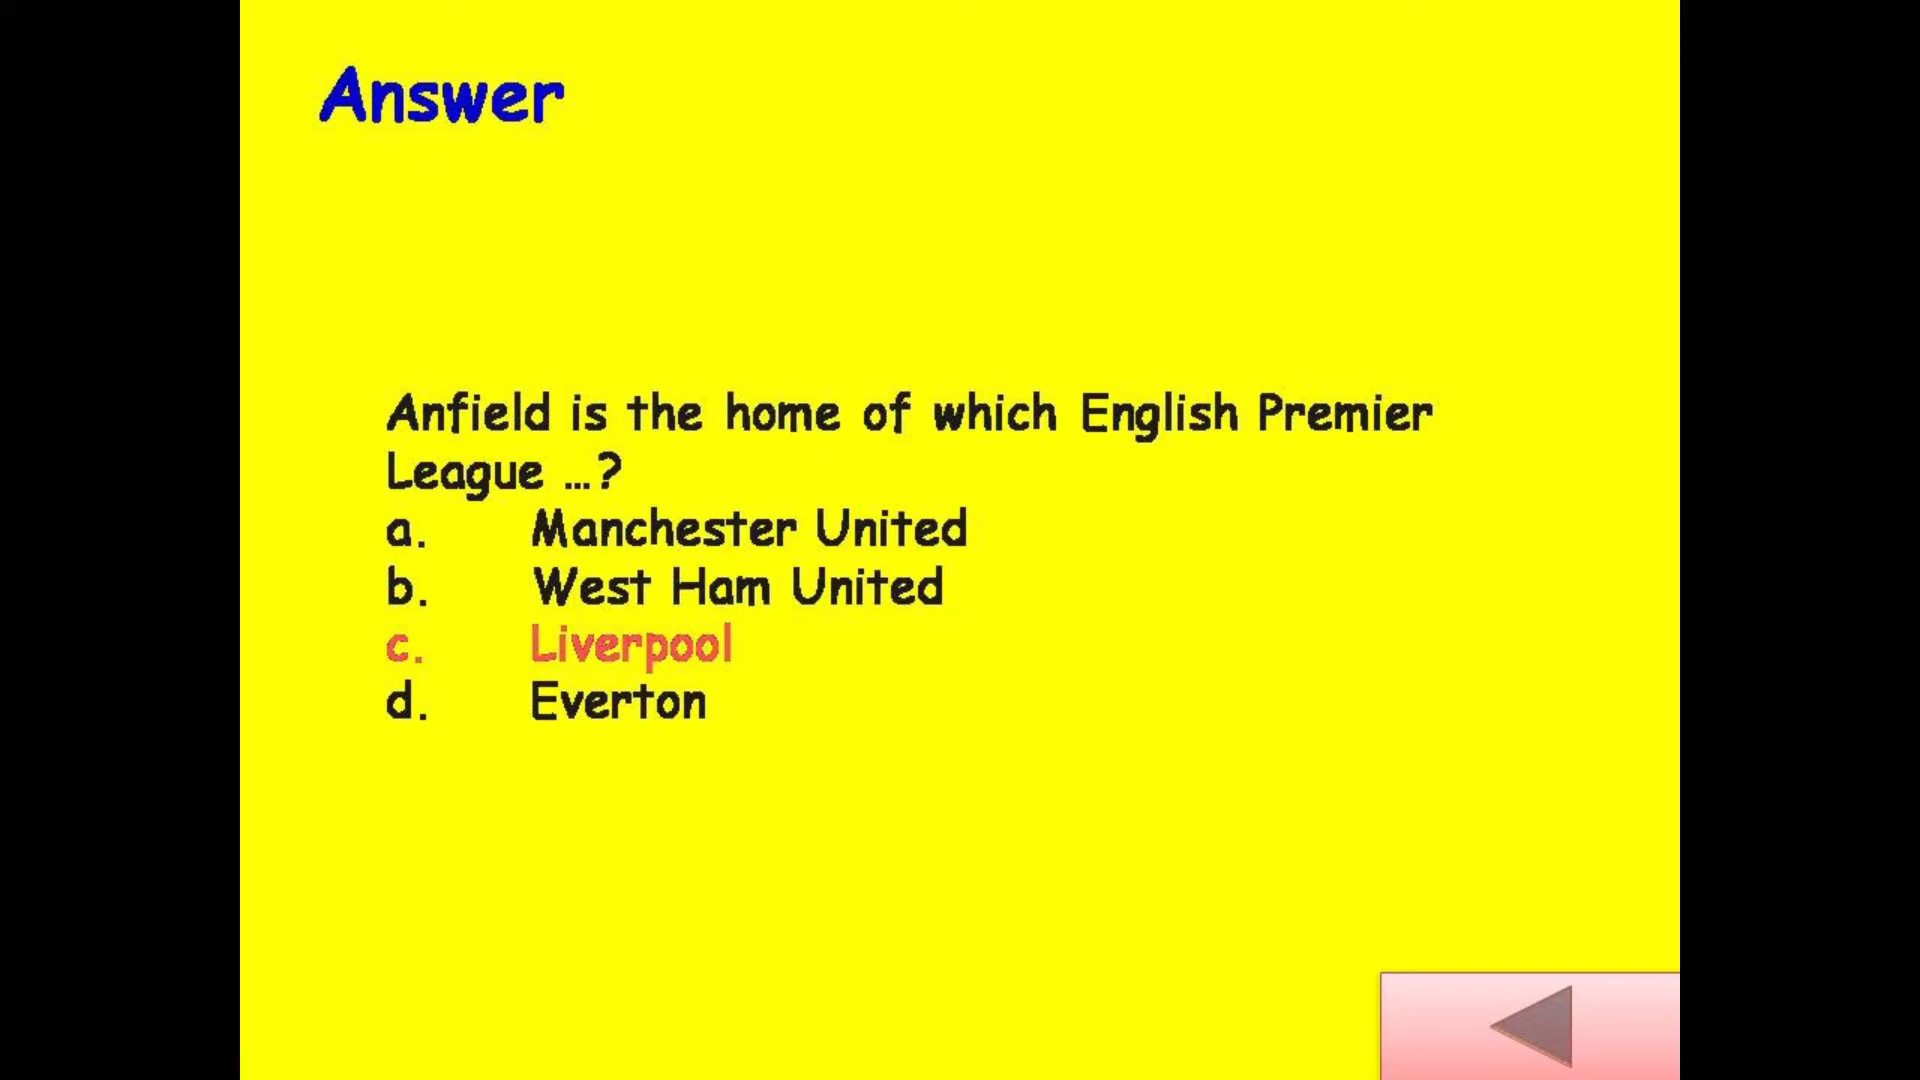 Answer
Anfield is the home of which English Premier
League ...?
a. Manchester United
b. West Ham United
c. Liverpool
d. Everton